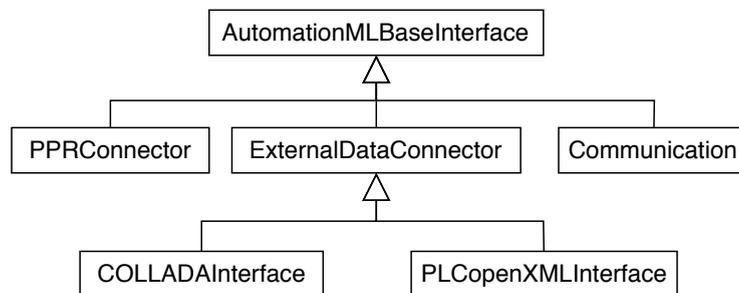 AutomationMLBaseInterface
PPRConnector
ExternalDataConnector
Communication
COLLADAInterface
PLCopenXMLInterface